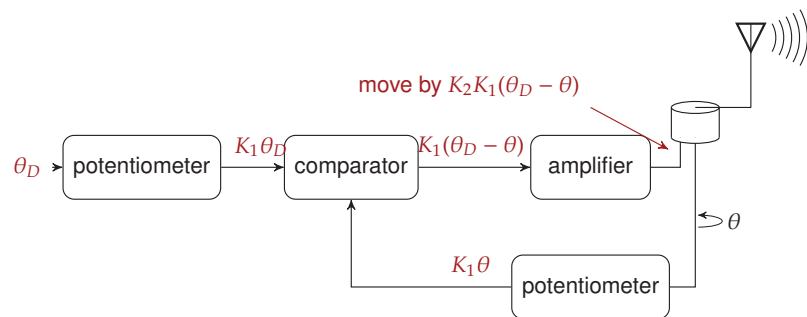 move by K₂K₁(θ_D − θ)
θ_D
potentiometer
K₁θ_D
comparator
K₁(θ_D − θ)
amplifier
θ
K₁θ
potentiometer